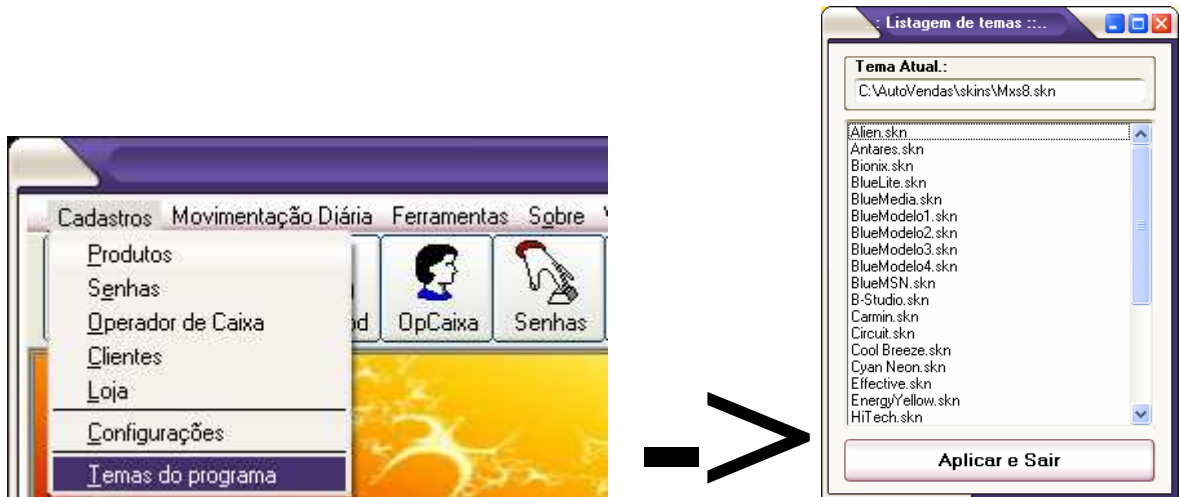 Cadastros Movimentação Diária Ferramentas Sobre
Produtos
Senhas
Operador de Caixa
Clientes
Loja
Configurações
Temas do programa
OpCaixa
Senhas
->
.: Listagem de temas ::..
Tema Atual.:
C:\AutoVendas\skins\Mxs8.skn
Alien.skn
Antares.skn
Bionix.skn
BlueLite.skn
BlueMedia.skn
BlueModelo1.skn
BlueModelo2.skn
BlueModelo3.skn
BlueModelo4.skn
BlueMSN.skn
B-Studio.skn
Carmin.skn
Circuit.skn
Cool Breeze.skn
Cyan Neon.skn
Effective.skn
EnergyYellow.skn
HiTech.skn
Aplicar e Sair